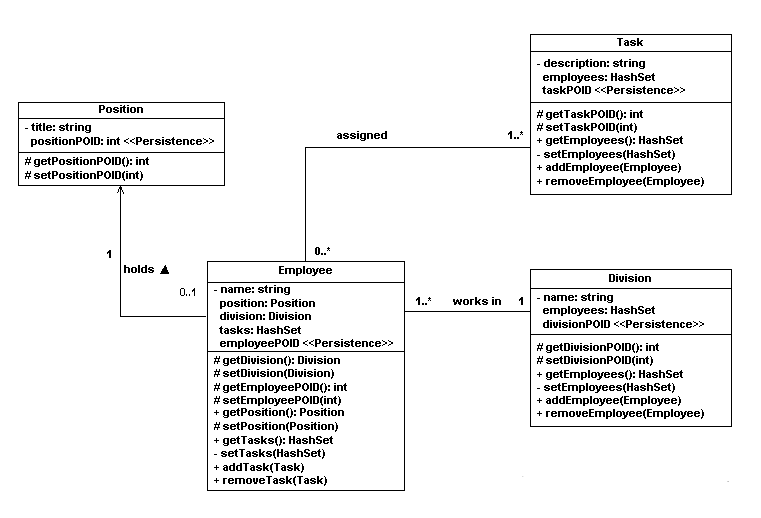 Task
- description: string
employees: HashSet
taskPOID <<Persistence>>
# getTaskPOID(): int
# setTaskPOID(int)
+ getEmployees(): HashSet
- setEmployees(HashSet)
+ addEmployee(Employee)
+ removeEmployee(Employee)
Position
- title: string
positionPOID: int <<Persistence>>
# getPositionPOID(): int
# setPositionPOID(int)
assigned 1..*
0..*
1
holds ▲
0..1
Employee
- name: string
position: Position
division: Division
tasks: HashSet
employeePOID <<Persistence>>
# getDivision(): Division
# setDivision(Division)
# getEmployeePOID(): int
# setEmployeePOID(int)
+ getPosition(): Position
# setPosition(Position)
+ getTasks(): HashSet
- setTasks(HashSet)
+ addTask(Task)
+ removeTask(Task)
1..* works in 1
Division
- name: string
employees: HashSet
divisionPOID <<Persistence>>
# getDivisionPOID(): int
# setDivisionPOID(int)
+ getEmployees(): HashSet
- setEmployees(HashSet)
+ addEmployee(Employee)
+ removeEmployee(Employee)